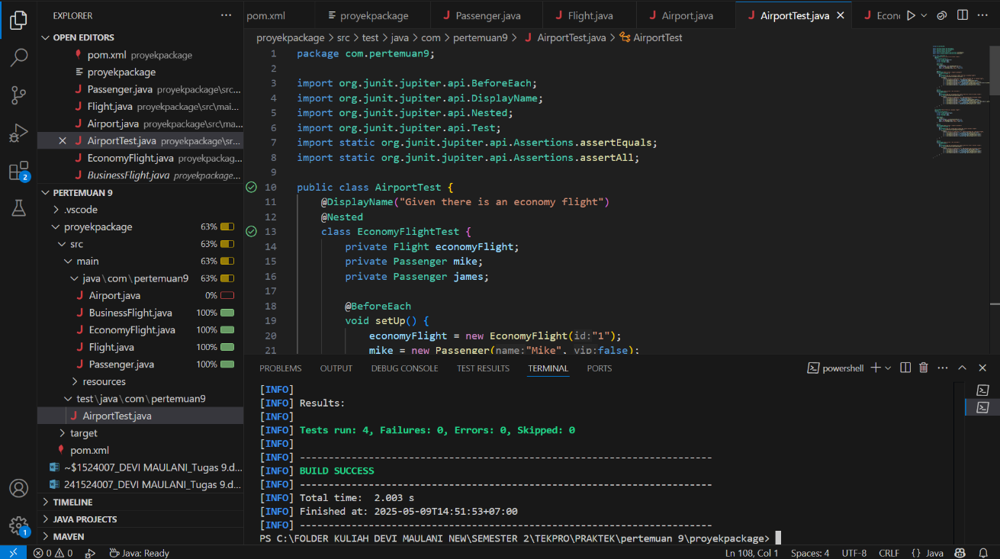 EXPLORER
pom.xml
proyekpackage
Passenger.java
Flight.java
Airport.java
AirportTest.java
Econ
OPEN EDITORS
pom.xml proyekpackage
proyekpackage
Passenger.java proyekpackage\src...
Flight.java proyekpackage\src\mai...
Airport.java proyekpackage\src\ma...
AirportTest.java proyekpackage\sr...
EconomyFlight.java proyekpackag...
BusinessFlight.java proyekpackage...
PERTEMUAN 9
.vscode
proyekpackage 63%
src 63%
main 63%
java\com\pertemuan9 63%
Airport.java 0%
BusinessFlight.java 100%
EconomyFlight.java 100%
Flight.java 100%
Passenger.java 100%
resources
test\java\com\pertemuan9
AirportTest.java
target
pom.xml
~$1524007_DEVI MAULANI_Tugas 9.d...
241524007_DEVI MAULANI_Tugas 9.d...
TIMELINE
JAVA PROJECTS
MAVEN
2
1
proyekpackage > src > test > java > com > pertemuan9 > AirportTest.java > AirportTest
1 package com.pertemuan9;
2
3 import org.junit.jupiter.api.BeforeEach;
4 import org.junit.jupiter.api.DisplayName;
5 import org.junit.jupiter.api.Nested;
6 import org.junit.jupiter.api.Test;
7 import static org.junit.jupiter.api.Assertions.assertEquals;
8 import static org.junit.jupiter.api.Assertions.assertAll;
9
10 public class AirportTest {
11 @DisplayName("Given there is an economy flight")
12 @Nested
13 class EconomyFlightTest {
14 private Flight economyFlight;
15 private Passenger mike;
16 private Passenger james;
17
18 @BeforeEach
19 void setUp() {
20 economyFlight = new EconomyFlight(id:"1");
21 mike = new Passenger(name:"Mike", vip:false);
PROBLEMS OUTPUT DEBUG CONSOLE TEST RESULTS TERMINAL PORTS
powershell
[INFO]
[INFO] Results:
[INFO]
[INFO] Tests run: 4, Failures: 0, Errors: 0, Skipped: 0
[INFO]
[INFO] ------------------------------------------------------------------------
[INFO] BUILD SUCCESS
[INFO] ------------------------------------------------------------------------
[INFO] Total time:  2.003 s
[INFO] Finished at: 2025-05-09T14:51:53+07:00
[INFO] ------------------------------------------------------------------------
PS C:\FOLDER KULIAH DEVI MAULANI NEW\SEMESTER 2\TEKPRO\PRAKTEK\pertemuan 9\proyekpackage>
0 0 Java: Ready
Ln 108, Col 1 Spaces: 4 UTF-8 CRLF {} Java